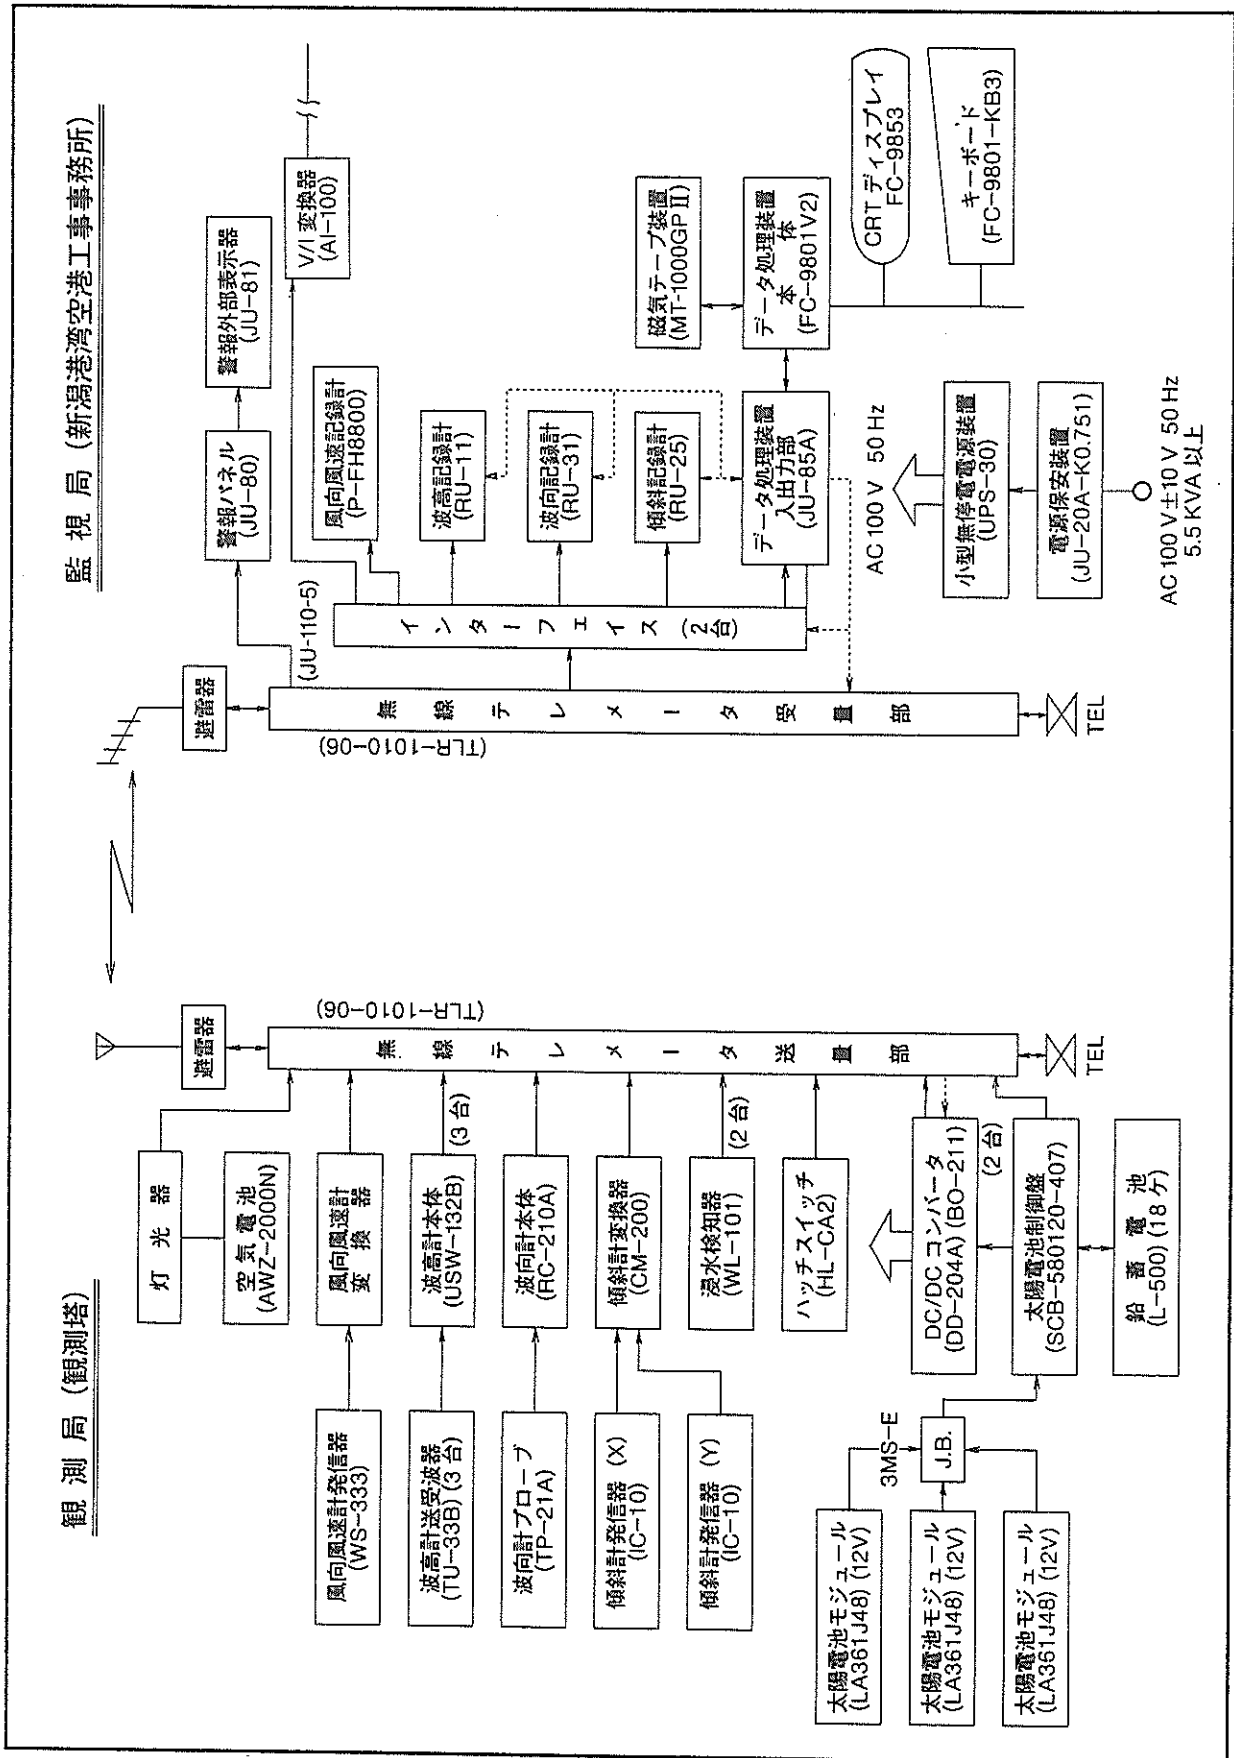 観測局(観測塔)
風向風速計発信器
(WS-333)
波高計送受波器
(TU-33B)(3台)
波向計プローブ
(TP-21A)
傾斜計発信器(X)
(IC-10)
傾斜計発信器(Y)
(IC-10)
太陽電池モジュール
(LA361J48)(12V)
太陽電池モジュール
(LA361J48)(12V)
太陽電池モジュール
(LA361J48)(12V)
3MS-E
J.B.
灯光器
空気電池
(AWZ-2000N)
風向風速計
変換器
波高計本体
(USW-132B)
(3台)
波向計本体
(RC-210A)
傾斜計変換器
(CM-200)
浸水検知器
(WL-101)
(2台)
ハッチスイッチ
(HL-CA2)
DC/DCコンバータ
(DD-204A)(BO-211)
(2台)
太陽電池制御盤
(SCB-580120-407)
鉛蓄電池
(L-500)(18ケ)
避雷器
無線テレメータ送量部
(TLR-1010-06)
TEL
監視局(新潟港湾空港工事事務所)
避雷器
無線テレメータ受量部
(TLR-1010-06)
TEL
(JU-110-5)
インターフェイス(2台)
警報パネル
(JU-80)
警報外部表示器
(JU-81)
V/I変換器
(AI-100)
風向風速記録計
(P-FH8800)
波高記録計
(RU-11)
波向記録計
(RU-31)
傾斜記録計
(RU-25)
データ処理装置
入出力部
(JU-85A)
磁気テープ装置
(MT-1000GPⅡ)
データ処理装置
本体
(FC-9801V2)
CRTディスプレイ
FC-9853
キーボード
(FC-9801-KB3)
AC100V 50Hz
小型無停電電源装置
(UPS-30)
電源保安装置
(JU-20A-K0.751)
AC100V±10V 50Hz
5.5KVA以上